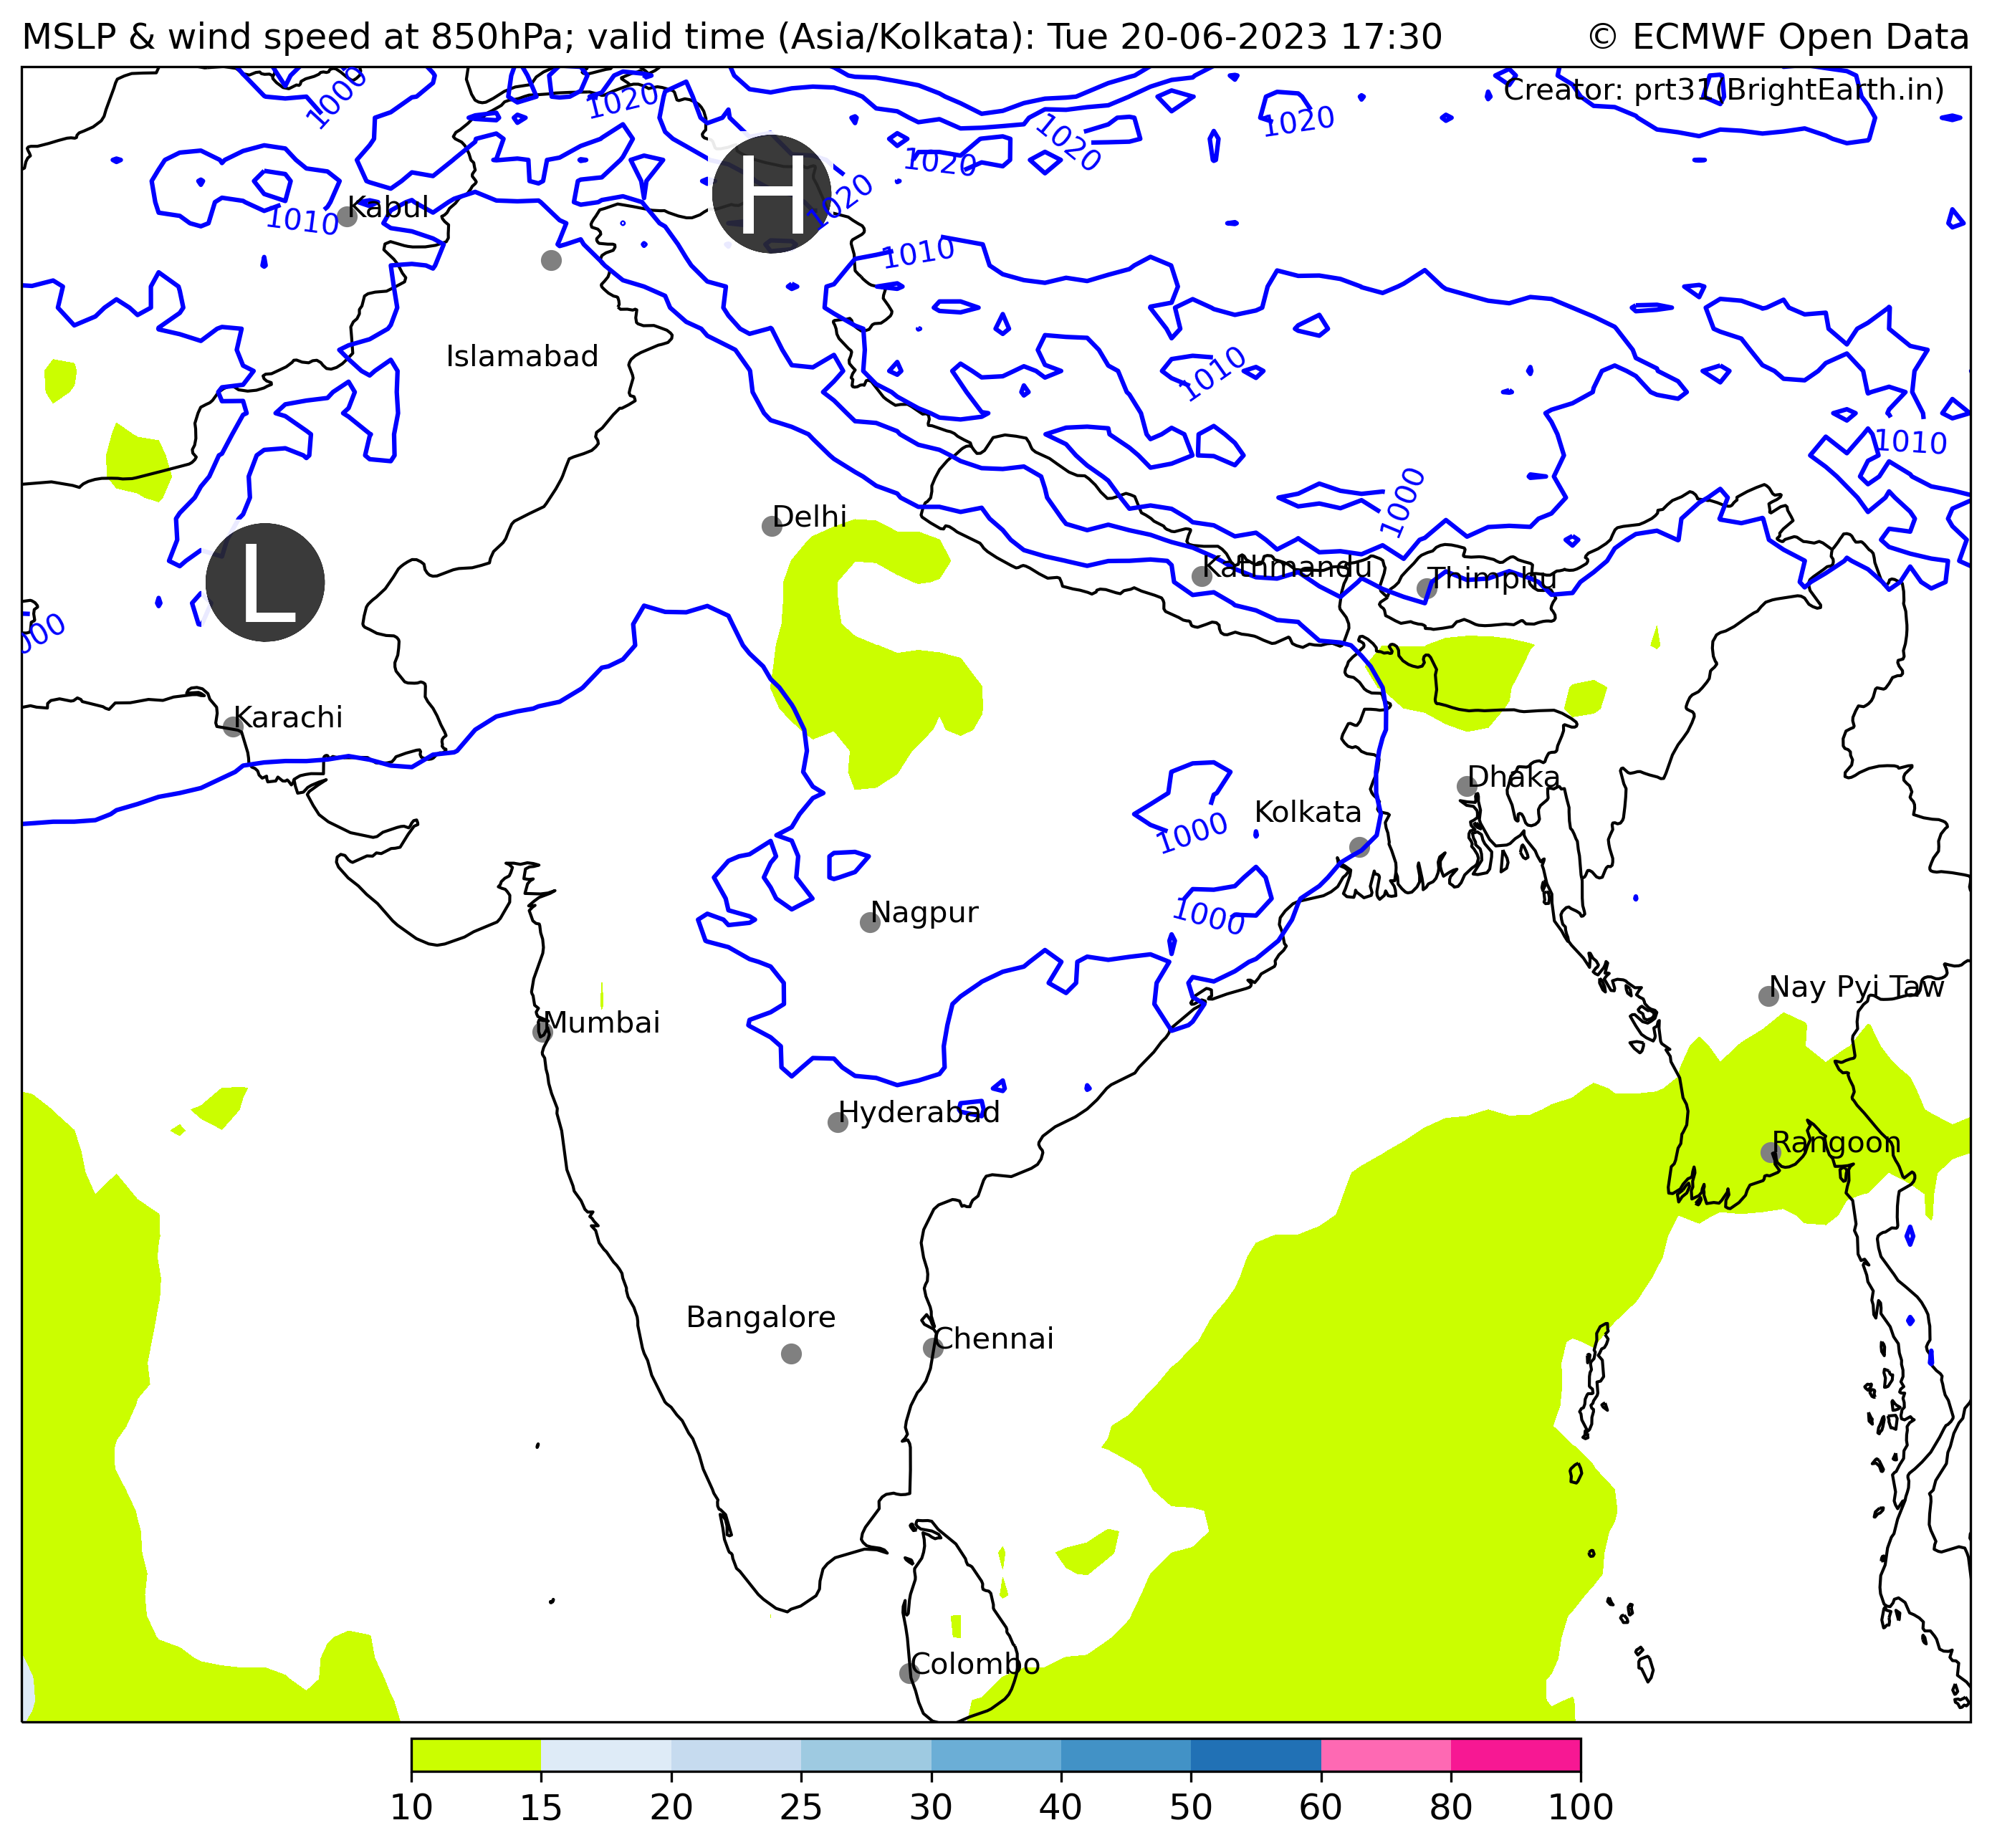 MSLP & wind speed at 850hPa; valid time (Asia/Kolkata): Tue 20-06-2023 17:30 © ECMWF Open Data
Creator: prt31(BrightEarth.in)
1000
1020
1020
1020
1020
H
1020
Kabul
1010
1010
Islamabad
1010
1010
1000
Delhi
L
Kathmandu
Thimphu
Karachi
Dhaka
Kolkata
1000
Nagpur
1000
Nay Pyi Taw
Mumbai
Hyderabad
Rangoon
Bangalore
Chennai
Colombo
10 15 20 25 30 40 50 60 80 100